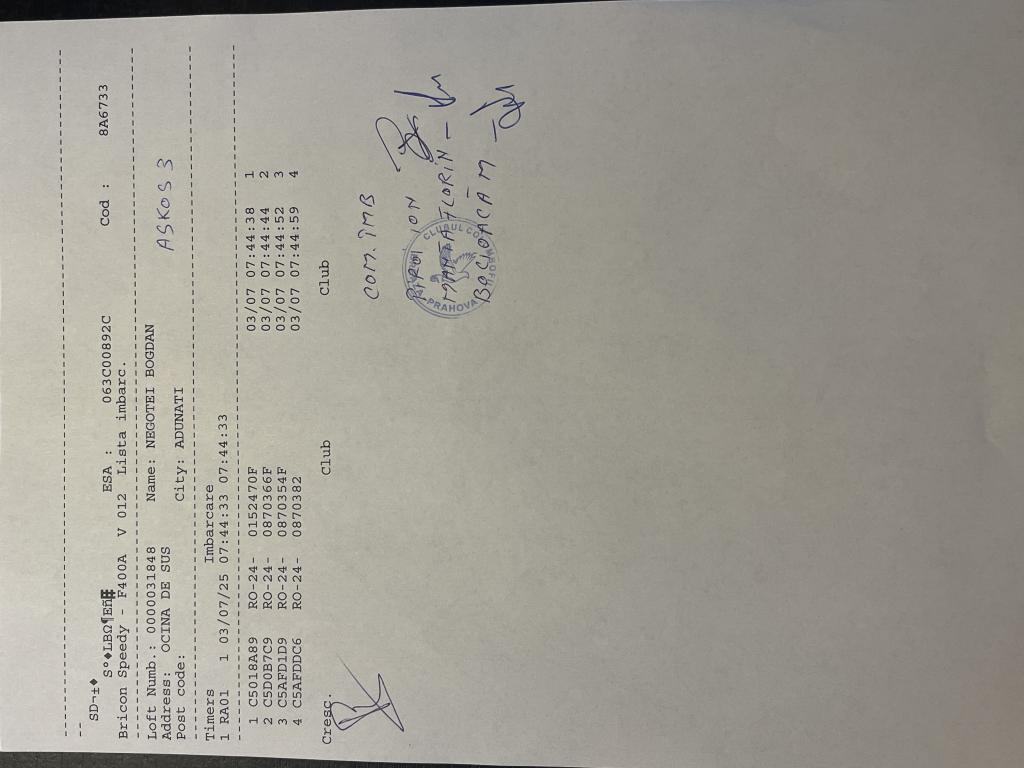 --
SD¬±♦
S°♦LBΩ¶Eñ ESA : 063C00892C Cod : 8A6733
Bricon Speedy - F400A V 012 Lista imbarc.
Loft Numb.: 0000031848 Name: NEGOTEI BOGDAN
Address: OCINA DE SUS
Post code: City: ADUNATI
ASKOS 3
Timers Imbarcare
1 RA01 1 03/07/25 07:44:33 07:44:33
1 C5018A89 RO-24- 0152470F 03/07 07:44:38 1
2 C5D0B7C9 RO-24- 0870366F 03/07 07:44:44 2
3 C5AFD1D9 RO-24- 0870354F 03/07 07:44:52 3
4 C5AFDDC6 RO-24- 0870382 03/07 07:44:59 4
Cresc. Club Club
COM. IMB
ION
FLORIN -
CLUBUL
PRAHOVA